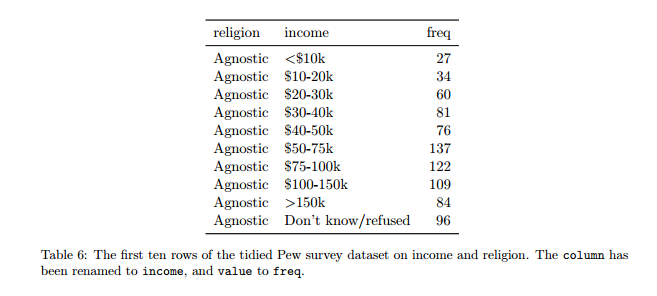 religion income freq
Agnostic <$10k 27
Agnostic $10-20k 34
Agnostic $20-30k 60
Agnostic $30-40k 81
Agnostic $40-50k 76
Agnostic $50-75k 137
Agnostic $75-100k 122
Agnostic $100-150k 109
Agnostic >150k 84
Agnostic Don't know/refused 96
Table 6: The first ten rows of the tidied Pew survey dataset on income and religion. The column has
been renamed to income, and value to freq.